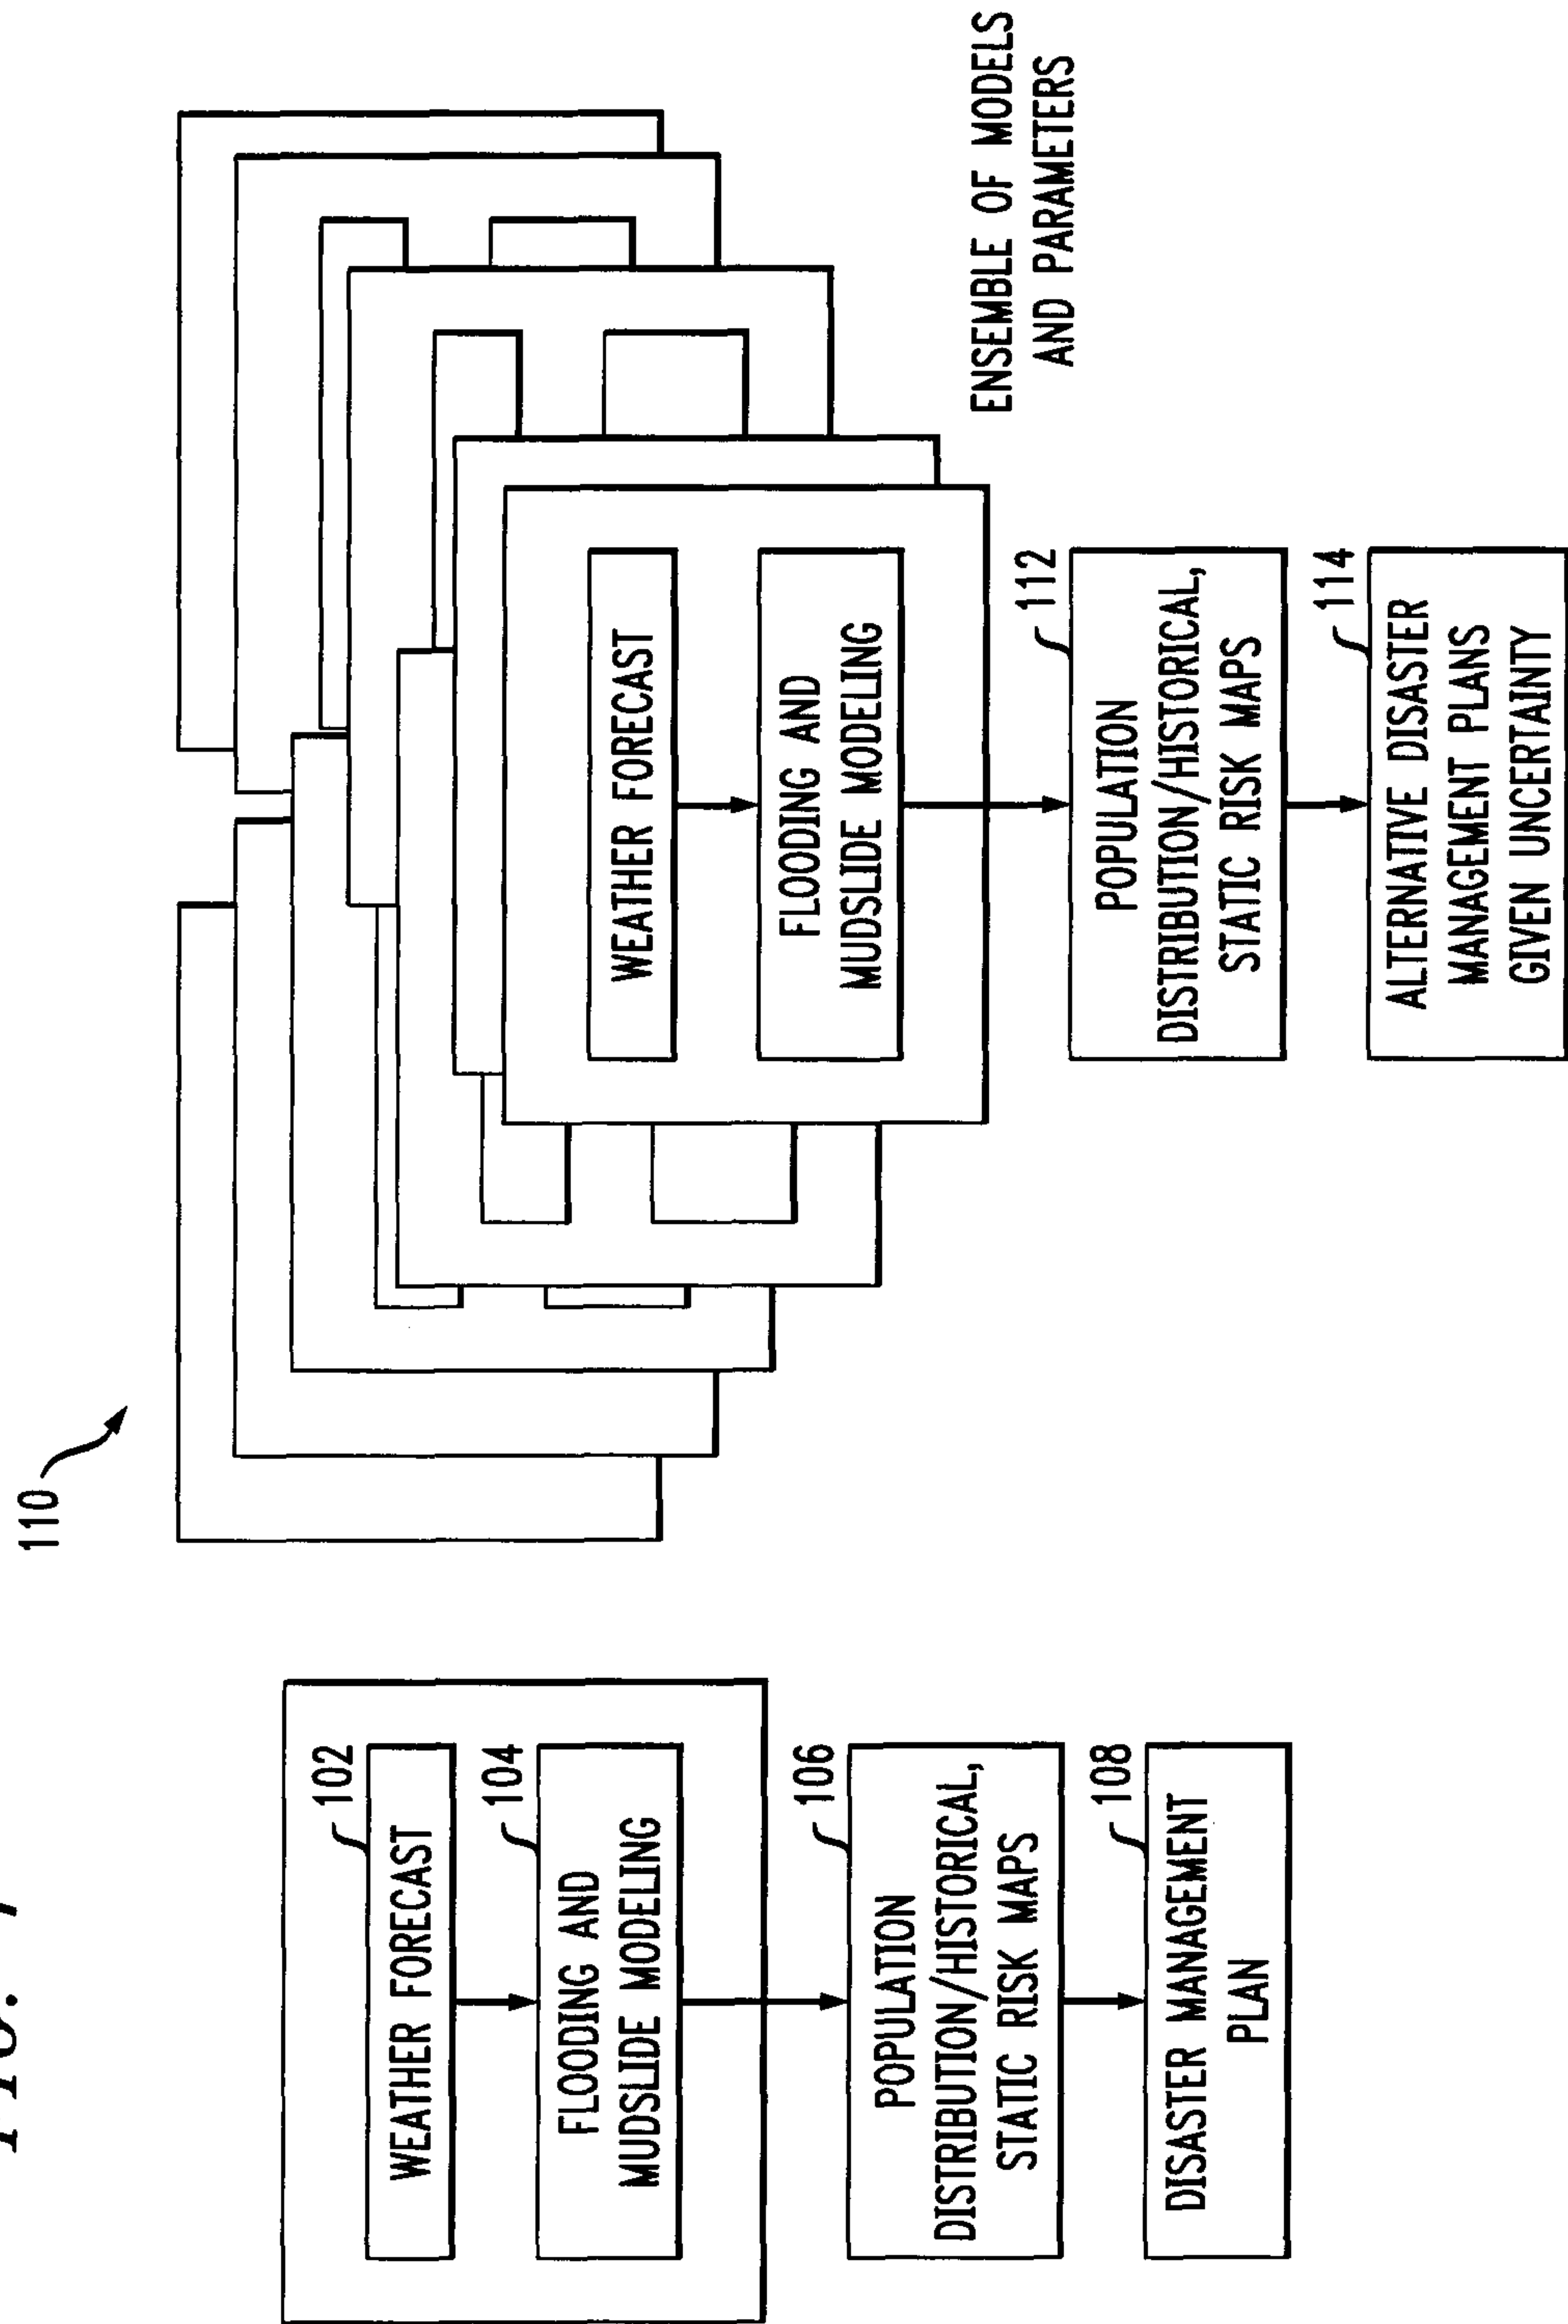 FIG. 1
102
WEATHER FORECAST
104
FLOODING AND
MUDSLIDE MODELING
106
POPULATION
DISTRIBUTION/HISTORICAL,
STATIC RISK MAPS
108
DISASTER MANAGEMENT
PLAN
110
WEATHER FORECAST
FLOODING AND
MUDSLIDE MODELING
ENSEMBLE OF MODELS
AND PARAMETERS
112
POPULATION
DISTRIBUTION/HISTORICAL,
STATIC RISK MAPS
114
ALTERNATIVE DISASTER
MANAGEMENT PLANS
GIVEN UNCERTAINTY